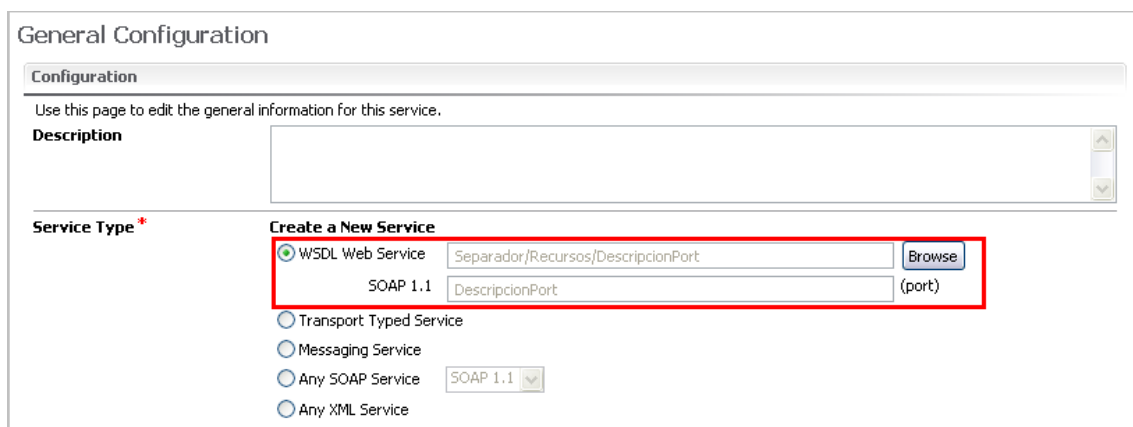 General Configuration
Configuration
Use this page to edit the general information for this service.
Description
Service Type * Create a New Service
WSDL Web Service Separador/Recursos/DescripcionPort Browse
SOAP 1.1 DescripcionPort (port)
Transport Typed Service
Messaging Service
Any SOAP Service SOAP 1.1
Any XML Service